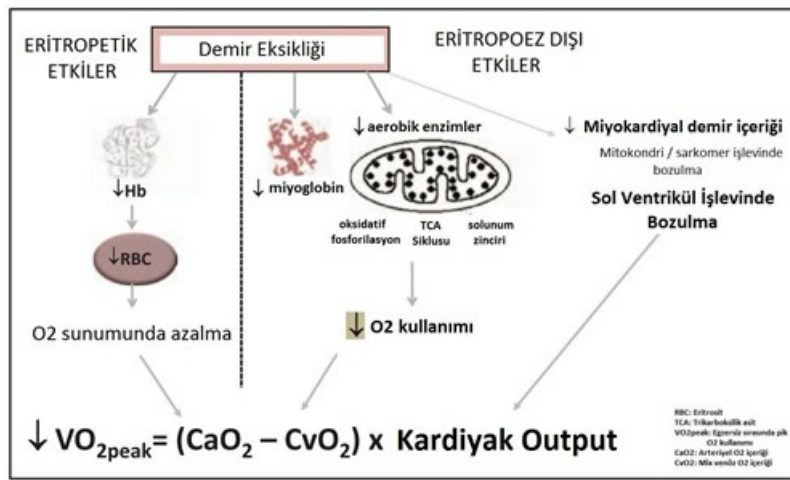 ERİTROPETİK
ETKİLER
Demir Eksikliği
ERİTROPOEZ DIŞI
ETKİLER
↓Hb
↓RBC
O2 sunumunda azalma
↓ miyoglobin
↓ aerobik enzimler
oksidatif
fosforilasyon
TCA
Siklusu
solunum
zinciri
↓ O2 kullanımı
↓ Miyokardiyal demir içeriği
Mitokondri / sarkomer işlevinde
bozulma
Sol Ventrikül İşlevinde
Bozulma
↓ VO2peak= (CaO2 – CvO2) x Kardiyak Output
RBC: Eritrosit
TCA: Trikarboksilik asit
VO2peak: Egzersiz sırasında pik
O2 kullanımı
CaO2: Arteriyel O2 içeriği
CvO2: Mix venöz O2 içeriği